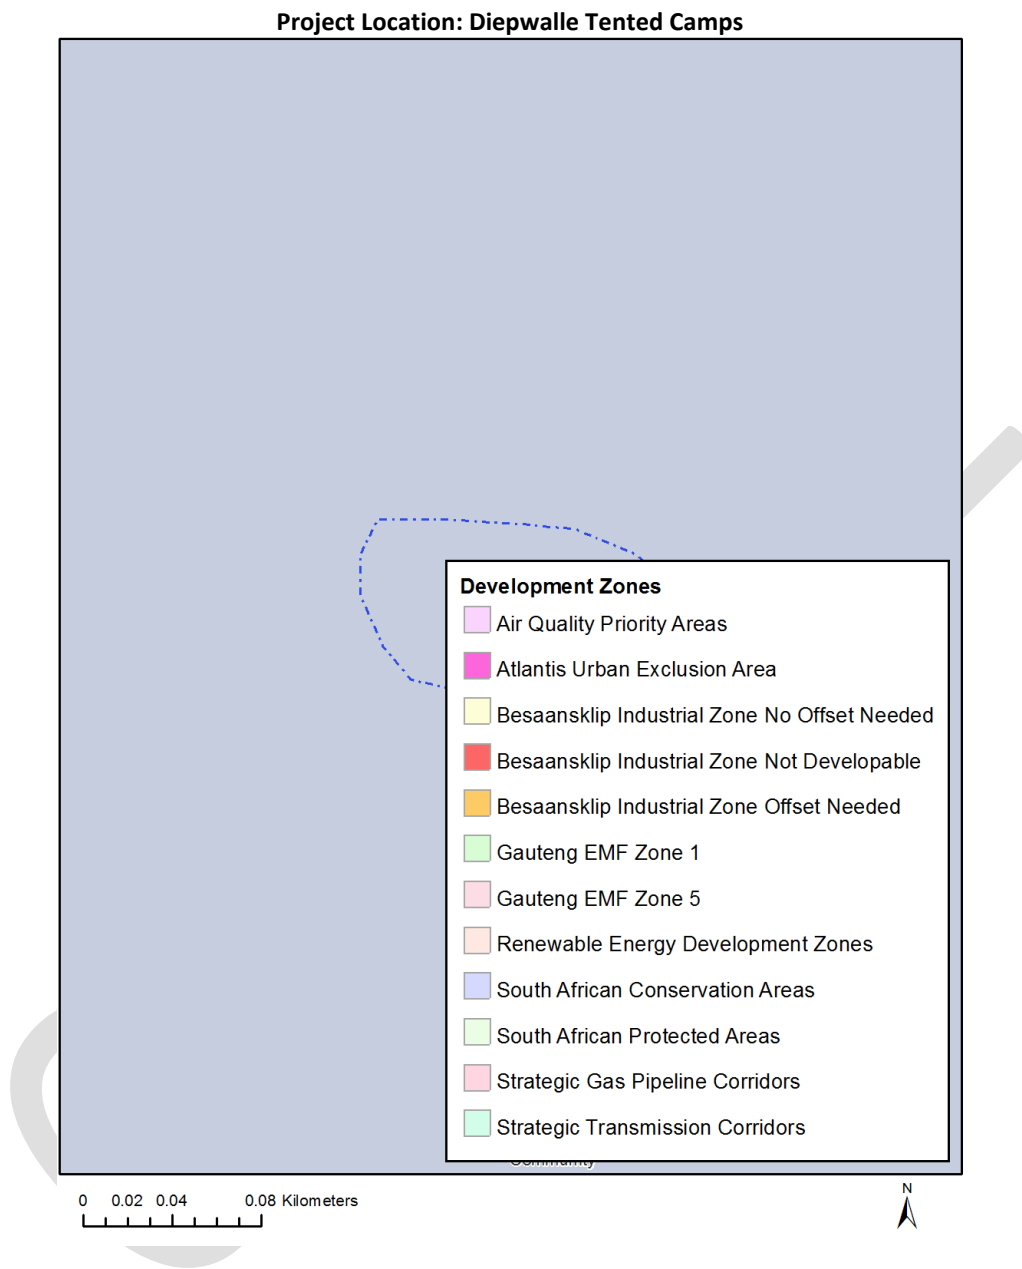 Project Location: Diepwalle Tented Camps
Development Zones
Air Quality Priority Areas
Atlantis Urban Exclusion Area
Besaansklip Industrial Zone No Offset Needed
Besaansklip Industrial Zone Not Developable
Besaansklip Industrial Zone Offset Needed
Gauteng EMF Zone 1
Gauteng EMF Zone 5
Renewable Energy Development Zones
South African Conservation Areas
South African Protected Areas
Strategic Gas Pipeline Corridors
Strategic Transmission Corridors
Community
0 0.02 0.04 0.08 Kilometers
N